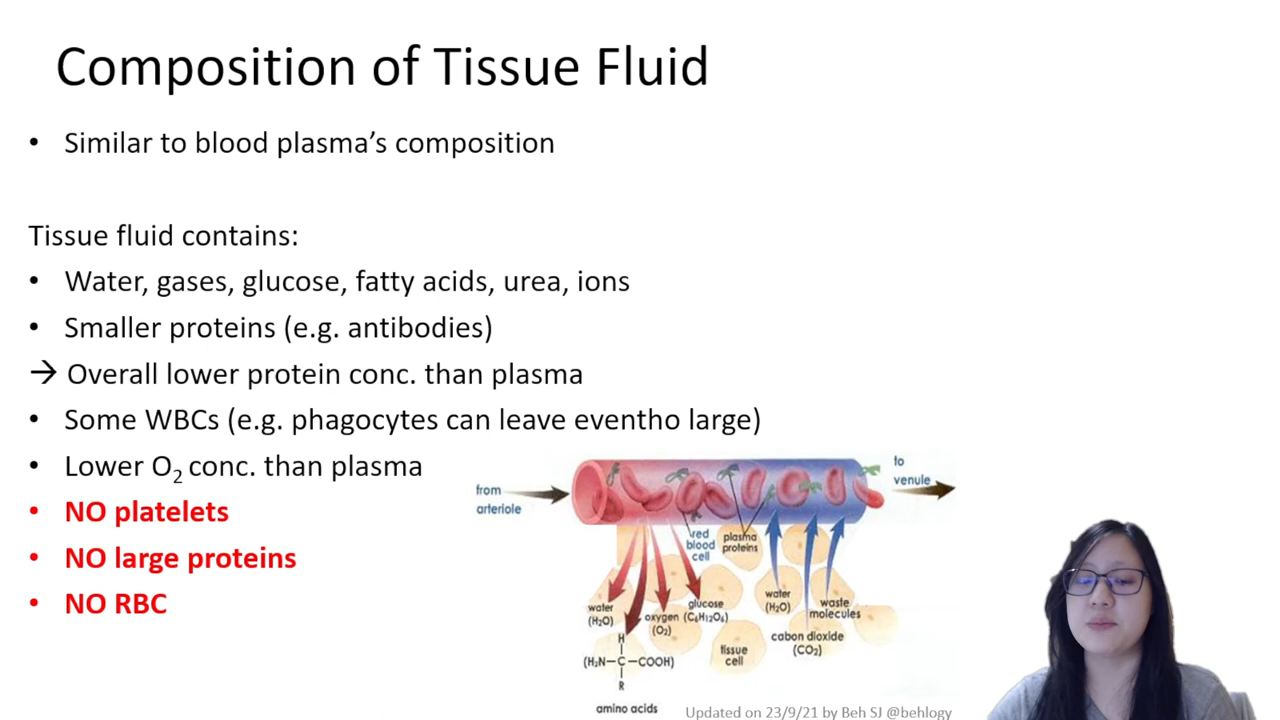 Composition of Tissue Fluid
• Similar to blood plasma’s composition
Tissue fluid contains:
• Water, gases, glucose, fatty acids, urea, ions
• Smaller proteins (e.g. antibodies)
→ Overall lower protein conc. than plasma
• Some WBCs (e.g. phagocytes can leave eventho large)
• Lower O₂ conc. than plasma
• NO platelets
• NO large proteins
• NO RBC
from
arteriole
to
venule
red
blood
cell
plasma
proteins
water
(H₂O)
oxygen
(O₂)
glucose
(C₆H₁₂O₆)
water
(H₂O)
waste
molecules
cabon dioxide
(CO₂)
tissue
cell
H
(H₂N—C—COOH)
R
amino acids
Updated on 23/9/21 by Beh SJ @behlogy